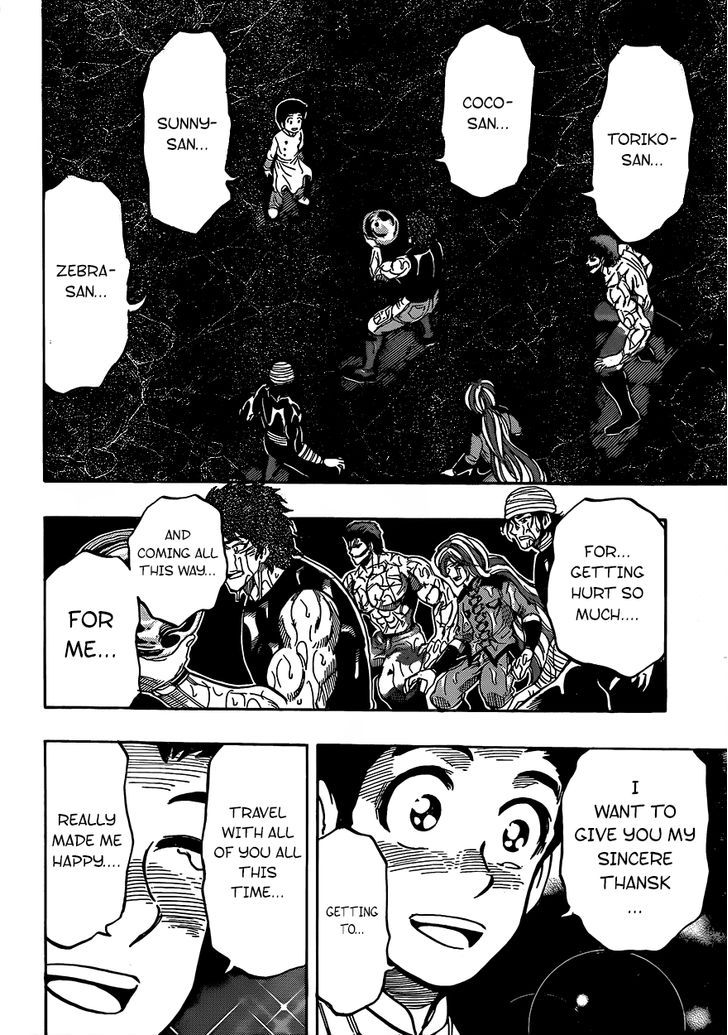 TORIKO-
SAN...
COCO-
SAN...
SUNNY-
SAN...
ZEBRA-
SAN...
FOR...
GETTING
HURT SO
MUCH....
AND
COMING ALL
THIS WAY...
FOR
ME...
I
WANT TO
GIVE YOU MY
SINCERE
THANSK
...
GETTING
TO...
TRAVEL
WITH ALL
OF YOU ALL
THIS
TIME...
REALLY
MADE ME
HAPPY....